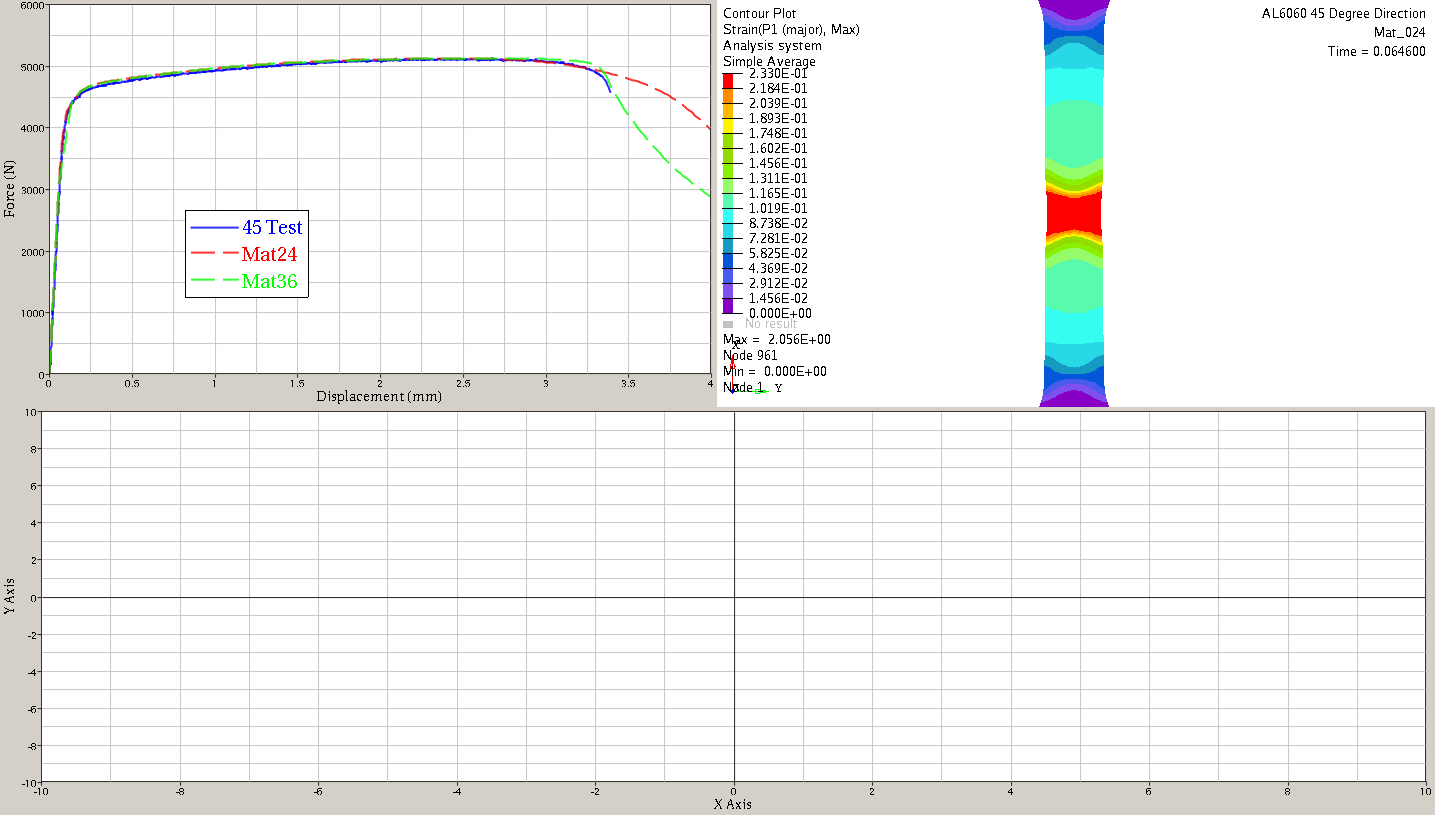 6000
5000
4000
3000
2000
1000
0
Force (N)
0 0.5 1 1.5 2 2.5 3 3.5 4
Displacement (mm)
45 Test
Mat24
Mat36
Contour Plot
Strain(P1 (major), Max)
Analysis system
Simple Average
2.330E-01
2.184E-01
2.039E-01
1.893E-01
1.748E-01
1.602E-01
1.456E-01
1.311E-01
1.165E-01
1.019E-01
8.738E-02
7.281E-02
5.825E-02
4.369E-02
2.912E-02
1.456E-02
0.000E+00
No result
Max = 2.056E+00
X
Node 961
Min = 0.000E+00
Node 1
Z
Y
AL6060 45 Degree Direction
Mat_024
Time = 0.064600
10
8
6
4
2
0
-2
-4
-6
-8
-10
Y Axis
-10 -8 -6 -4 -2 0 2 4 6 8 10
X Axis